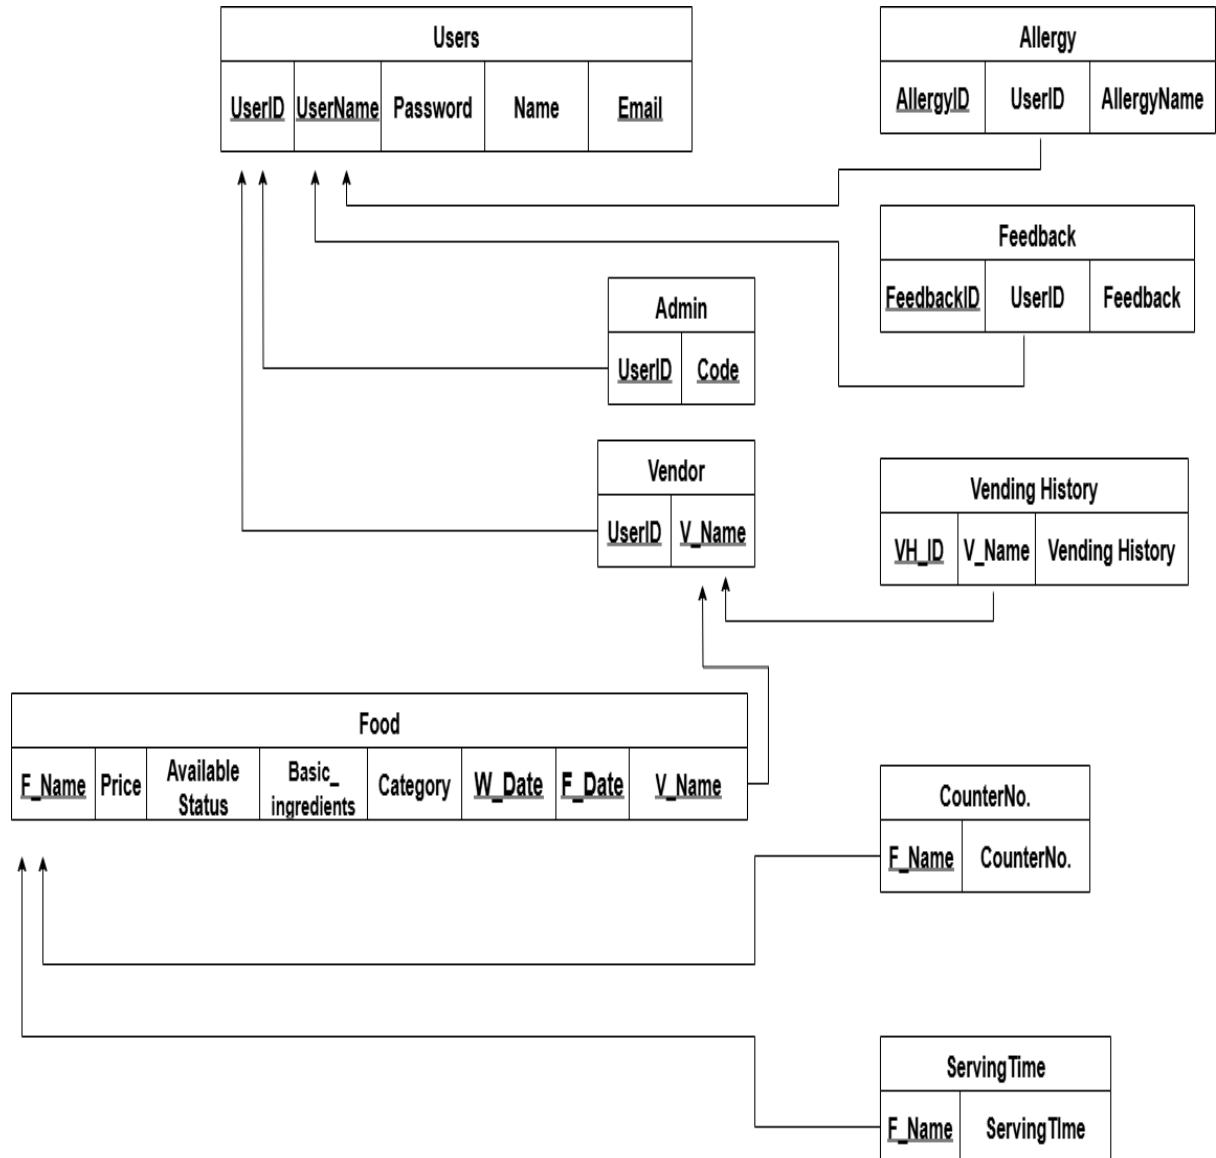 Users
UserID UserName Password Name Email
Allergy
AllergyID UserID AllergyName
Feedback
FeedbackID UserID Feedback
Admin
UserID Code
Vendor
UserID V_Name
Vending History
VH_ID V_Name Vending History
Food
F_Name Price Available Status Basic_ingredients Category W_Date F_Date V_Name
CounterNo.
F_Name CounterNo.
ServingTime
F_Name ServingTIme